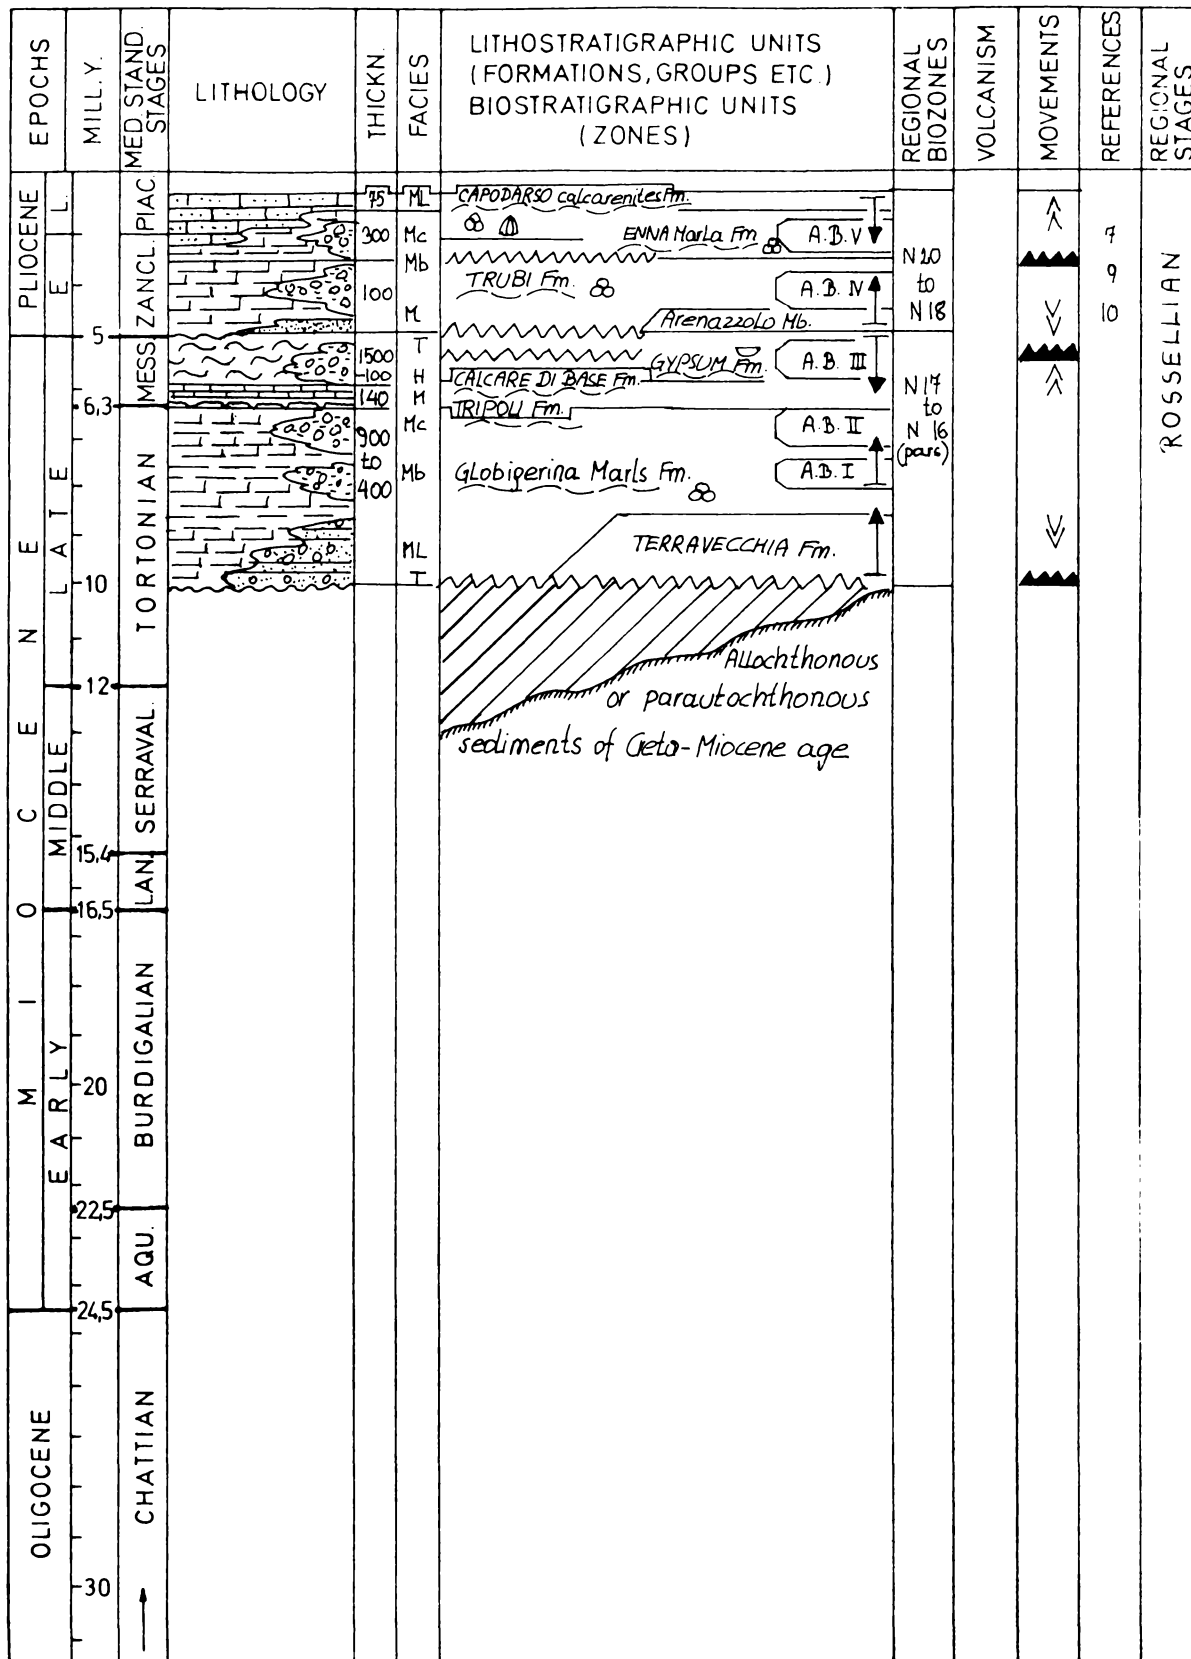 EPOCHS
MILL.Y.
MED. STAND.
STAGES
LITHOLOGY
THICKN.
FACIES
LITHOSTRATIGRAPHIC UNITS
(FORMATIONS, GROUPS ETC.)
BIOSTRATIGRAPHIC UNITS
(ZONES)
REGIONAL
BIOZONES
VOLCANISM
MOVEMENTS
REFERENCES
REGIONAL
STAGES
PLIOCENE
L.
E
PIAC.
ZANCL.
MESS.
TORTONIAN
SERRAVAL.
LAN.
BURDIGALIAN
AQU.
CHATTIAN
MIOCENE
LATE
MIDDLE
EARLY
OLIGOCENE
5
6,3
10
12
15,4
16,5
20
22,5
24,5
30
75
300
100
1500
100
140
900
to
400
ML
Mc
Mb
M
T
H
H
Mc
Mb
ML
T
CAPODARSO calcarenites Fm.
ENNA Marla Fm
A.B.V
TRUBI Fm.
A.B. IV
Arenazzolo Mb.
GYPSUM Fm.
A.B. III
CALCARE DI BASE Fm.
TRIPOLI Fm.
A.B. II
Globigerina Marls Fm.
A.B. I
TERRAVECCHIA Fm.
Allochthonous
or parautochthonous
sediments of Creto-Miocene age
N 20
to
N 18
N 17
to
N 16
(pars)
7
9
10
ROSSELLIAN